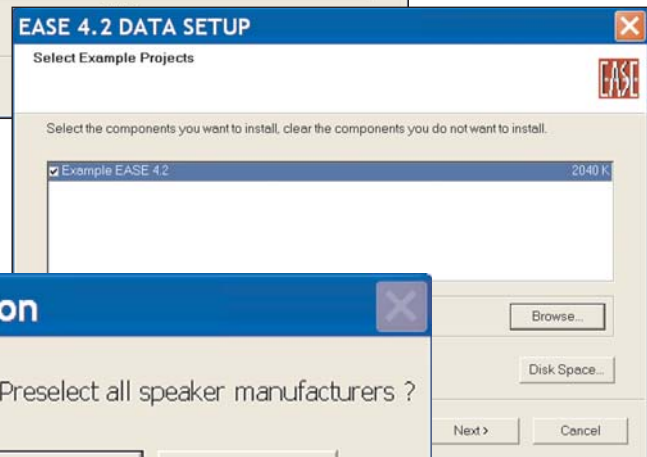 EASE 4.2 DATA SETUP
Select Example Projects
EASE
Select the components you want to install, clear the components you do not want to install.
Example EASE 4.2 2040 K
Browse...
Disk Space...
Next > Cancel
on
Preselect all speaker manufacturers ?